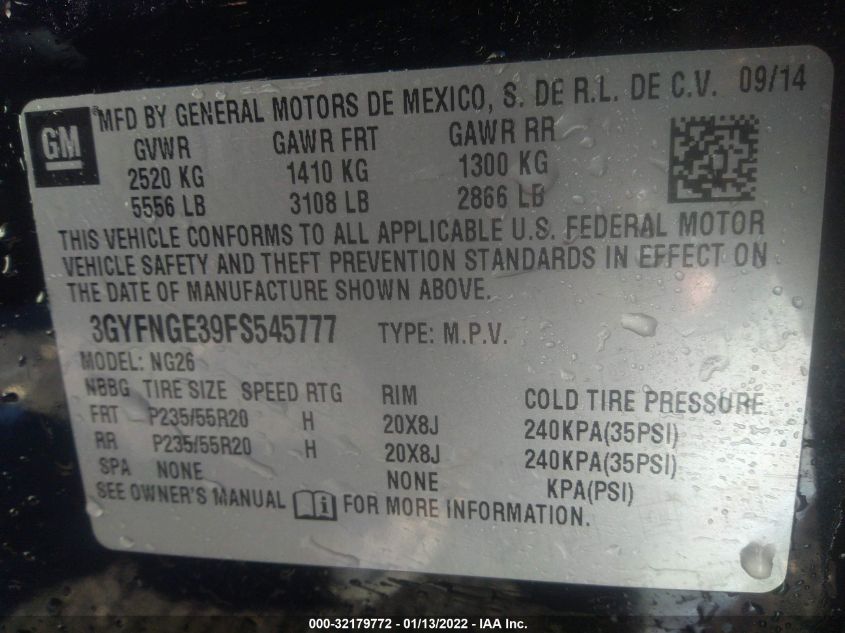 GM ® MFD BY GENERAL MOTORS DE MEXICO, S. DE R.L. DE C.V. 09/14
GVWR GAWR FRT GAWR RR
2520 KG 1410 KG 1300 KG
5556 LB 3108 LB 2866 LB
THIS VEHICLE CONFORMS TO ALL APPLICABLE U.S. FEDERAL MOTOR
VEHICLE SAFETY AND THEFT PREVENTION STANDARDS IN EFFECT ON
THE DATE OF MANUFACTURE SHOWN ABOVE.
3GYFNGE39FS545777 TYPE: M.P.V.
MODEL: NG26
NBBG TIRE SIZE SPEED RTG RIM COLD TIRE PRESSURE
FRT P235/55R20 H 20X8J 240KPA(35PSI)
RR P235/55R20 H 20X8J 240KPA(35PSI)
SPA NONE NONE KPA(PSI)
SEE OWNER'S MANUAL i FOR MORE INFORMATION.
000-32179772 - 01/13/2022 - IAA Inc.